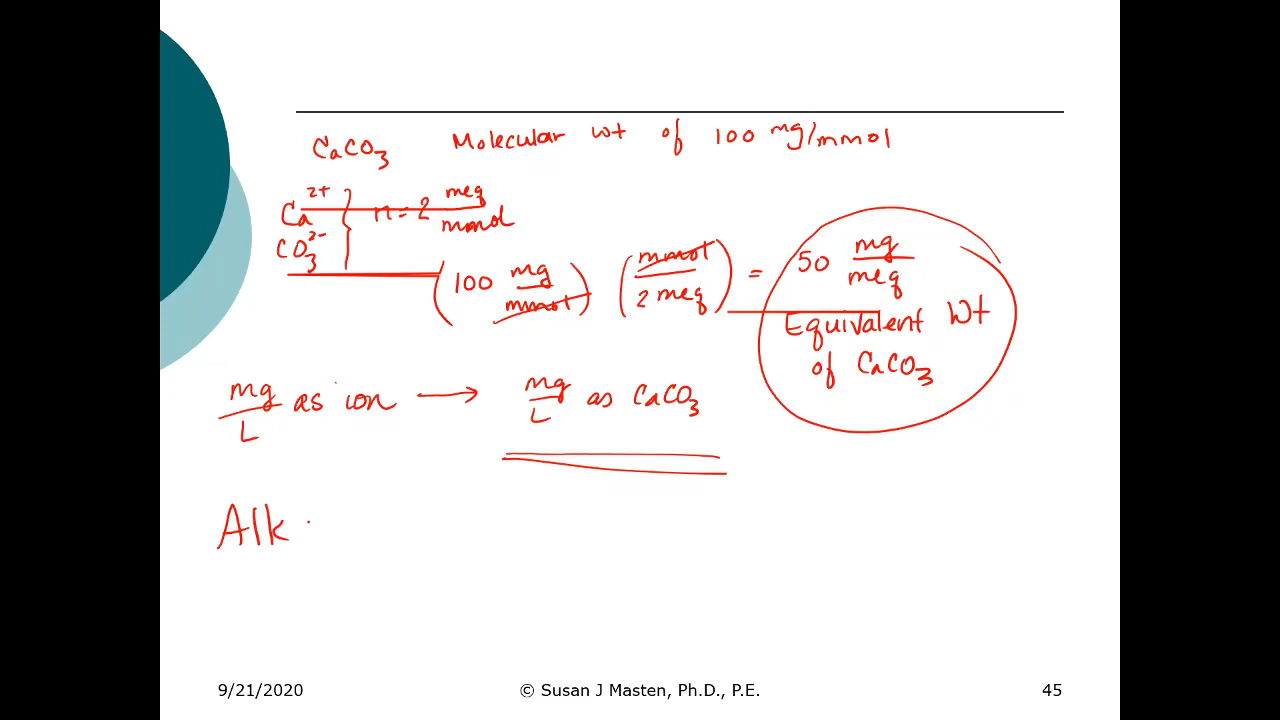 CaCO3 Molecular wt of 100 mg/mmol
Ca2+ } n = 2 meq/mmol
CO3 2-
(100 mg/mmol) (mmol/2 meq) = 50 mg/meq
Equivalent Wt
of CaCO3
mg/L as ion → mg/L as CaCO3
Alk
9/21/2020 © Susan J Masten, Ph.D., P.E. 45